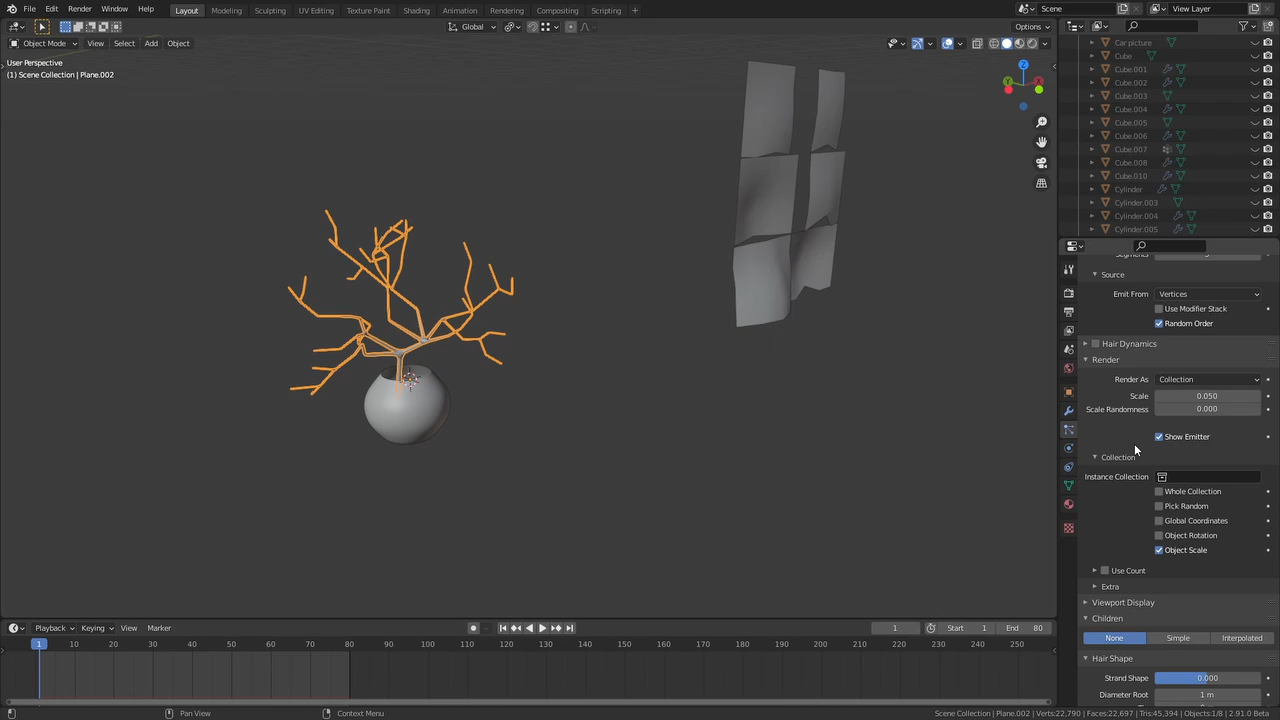 File Edit Render Window Help Layout Modeling Sculpting UV Editing Texture Paint Shading Animation Rendering Compositing Scripting + Scene View Layer
Global Options
Object Mode View Select Add Object
User Perspective
(1) Scene Collection | Plane.002
Car picture
Cube
Cube.001
Cube.002
Cube.003
Cube.004
Cube.005
Cube.006
Cube.007
Cube.008
Cube.010
Cylinder
Cylinder.003
Cylinder.004
Cylinder.005
Z
Y X
Segments
Source
Emit From Vertices
Use Modifier Stack
Random Order
Hair Dynamics
Render
Render As Collection
Scale 0.050
Scale Randomness 0.000
Show Emitter
Collection
Instance Collection
Whole Collection
Pick Random
Global Coordinates
Object Rotation
Object Scale
Use Count
Extra
Viewport Display
Children
None Simple Interpolated
Hair Shape
Strand Shape 0.000
Diameter Root 1 m
Playback Keying View Marker 1 Start 1 End 80
1 10 20 30 40 50 60 70 80 90 100 110 120 130 140 150 160 170 180 190 200 210 220 230 240 250
Pan View Context Menu Scene Collection | Plane.002 | Verts:22,790 | Faces:22,697 | Tris:45,394 | Objects:1/8 | 2.91.0 Beta